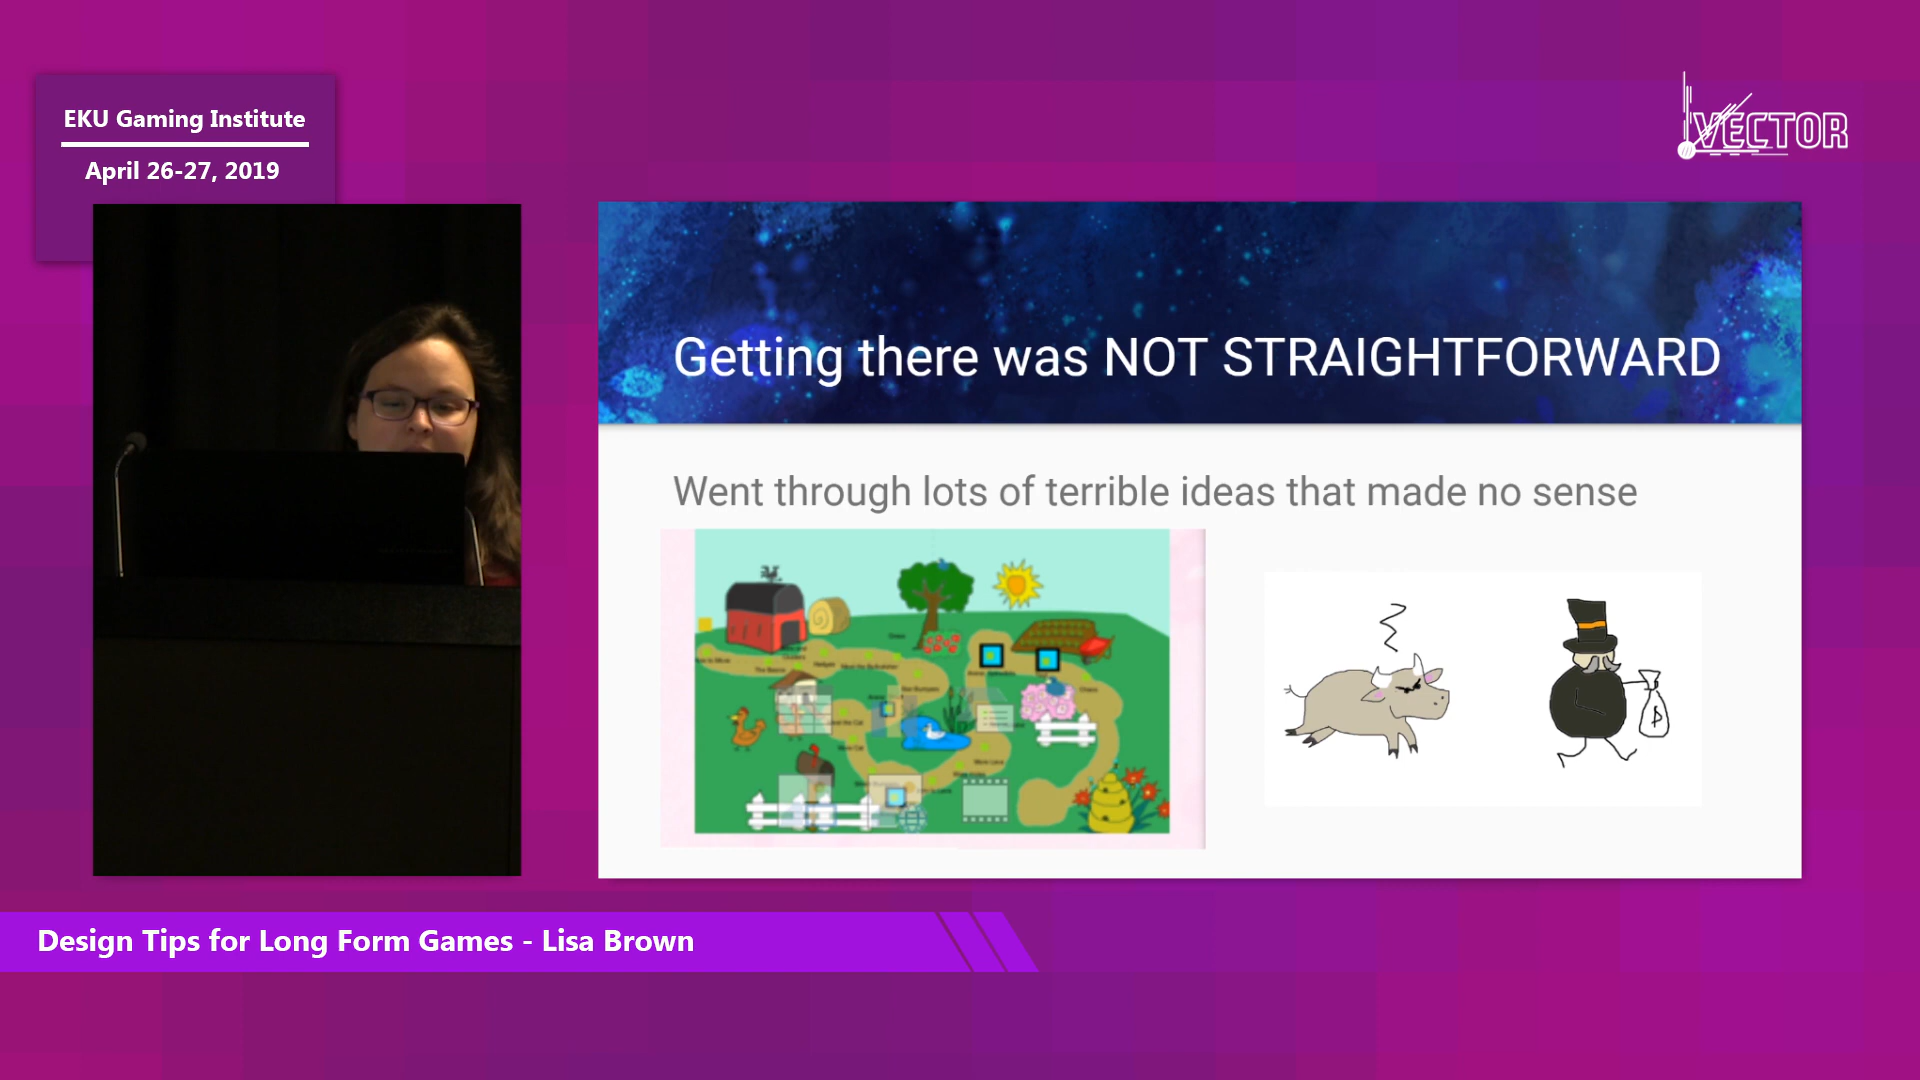 EKU Gaming Institute
April 26-27, 2019
VECTOR
Getting there was NOT STRAIGHTFORWARD
Went through lots of terrible ideas that made no sense
Design Tips for Long Form Games - Lisa Brown